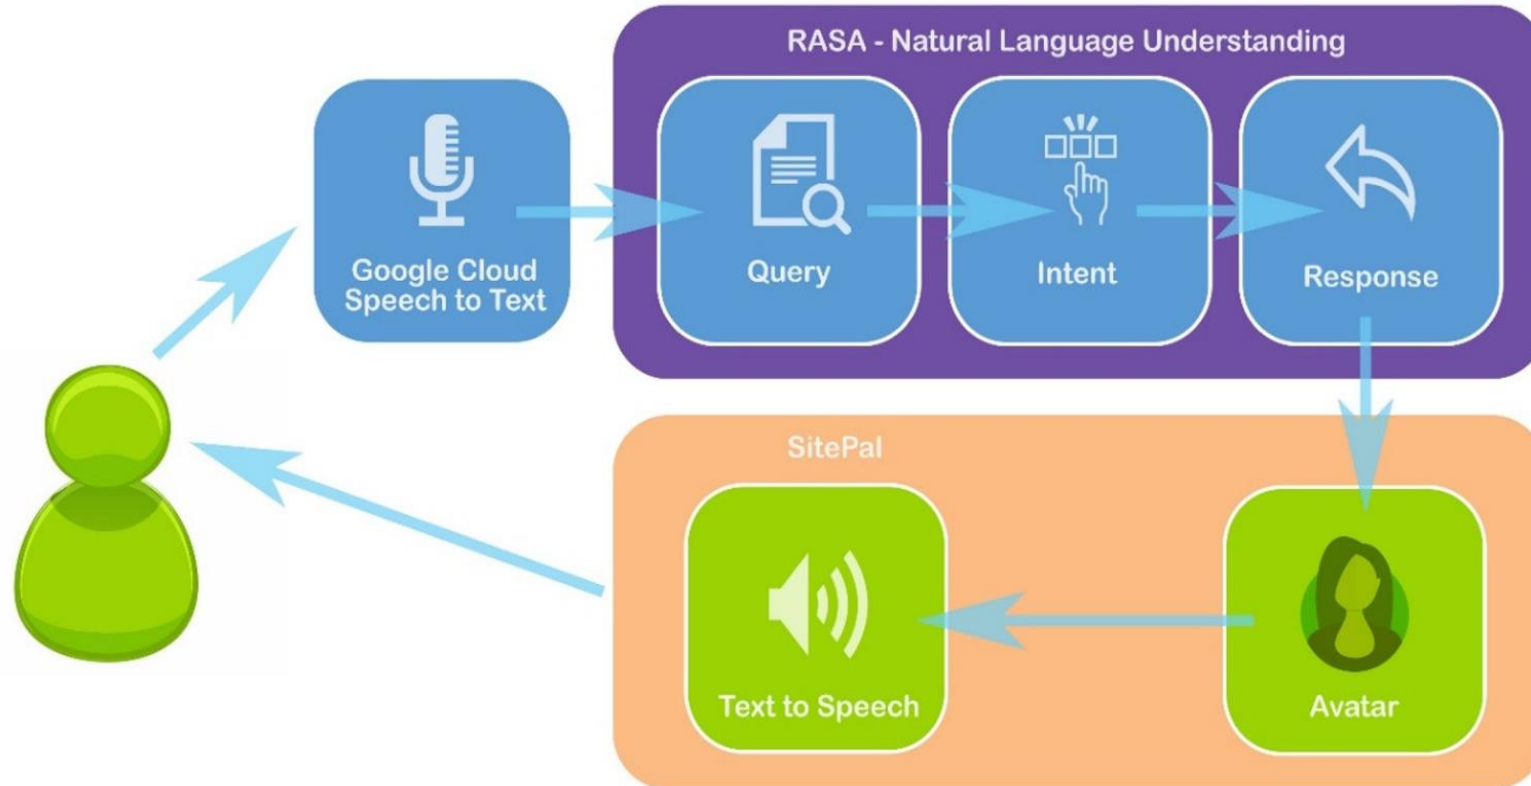 RASA - Natural Language Understanding
Google Cloud
Speech to Text
Query
Intent
Response
SitePal
Text to Speech
Avatar